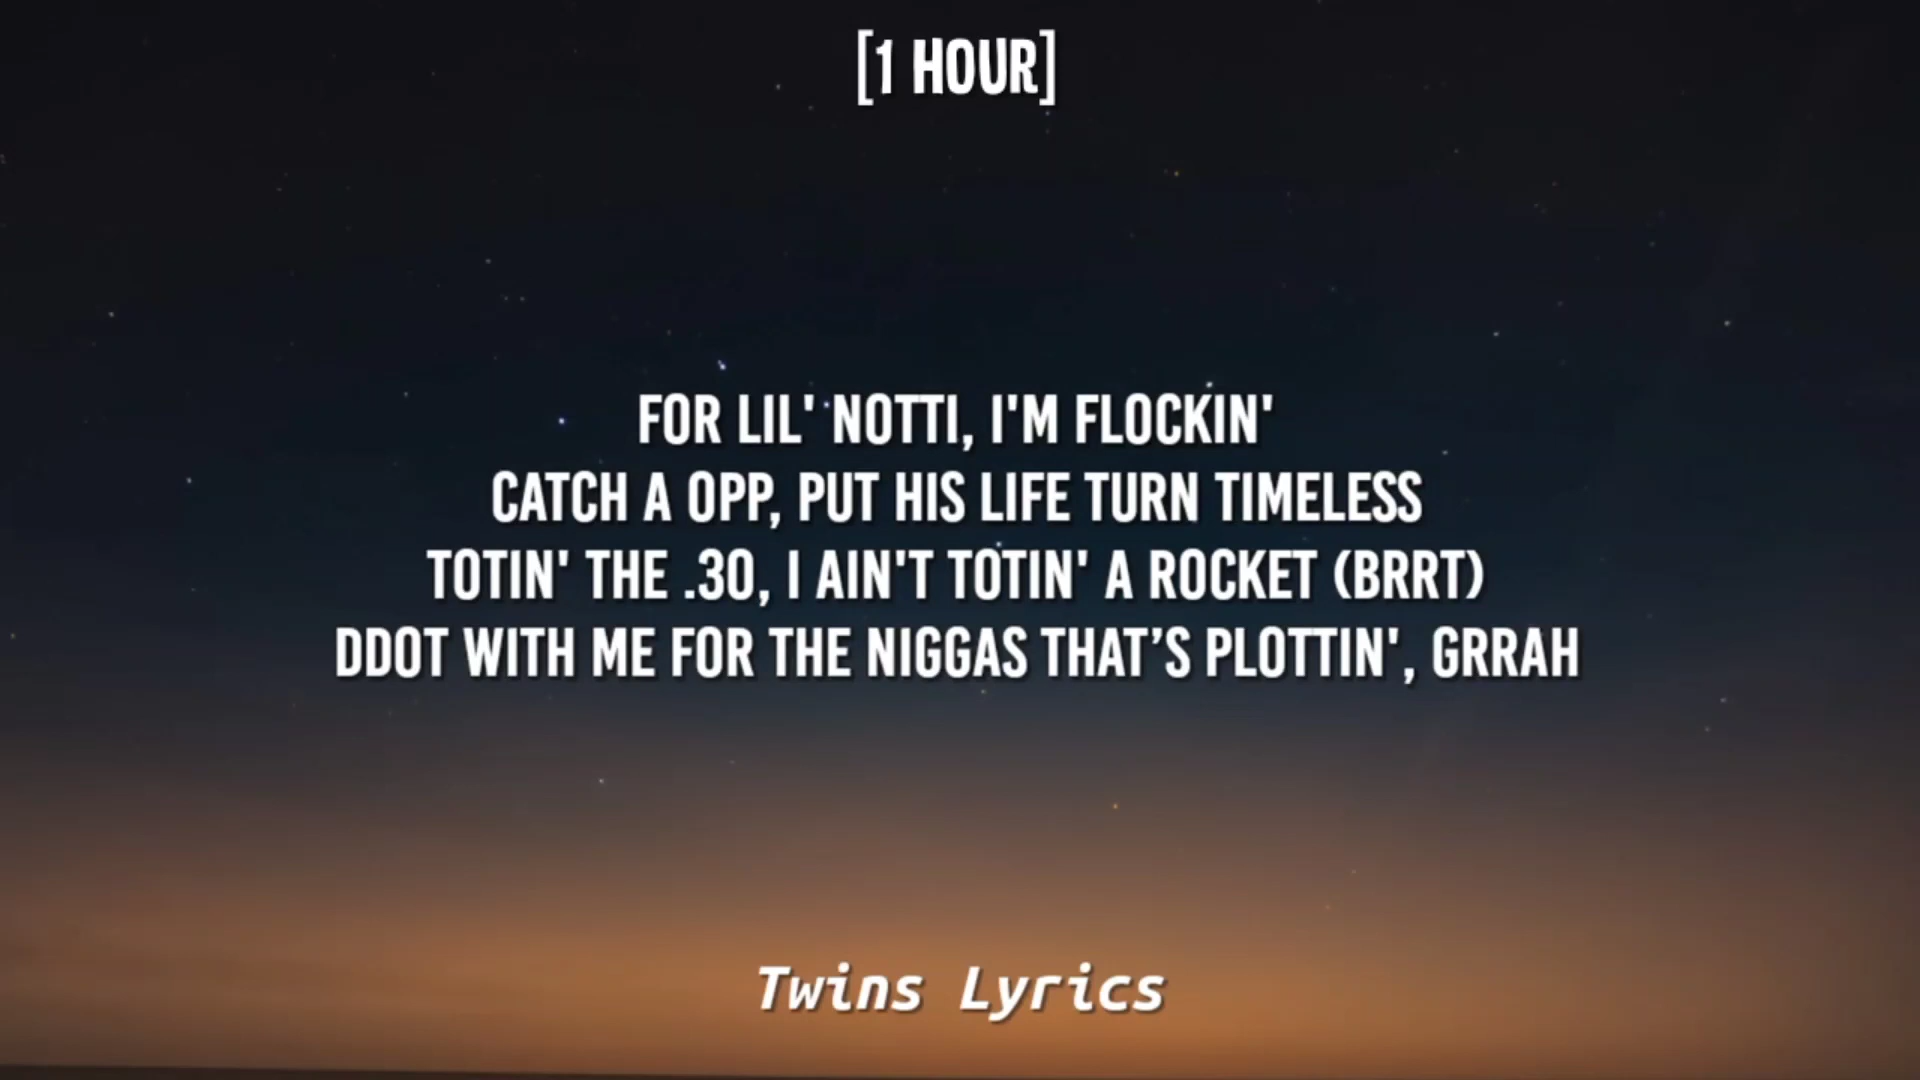 [1 HOUR]
FOR LIL' NOTTI, I'M FLOCKIN'
CATCH A OPP, PUT HIS LIFE TURN TIMELESS
TOTIN' THE .30, I AIN'T TOTIN' A ROCKET (BRRT)
DDOT WITH ME FOR THE NIGGAS THAT’S PLOTTIN', GRRAH
Twins Lyrics